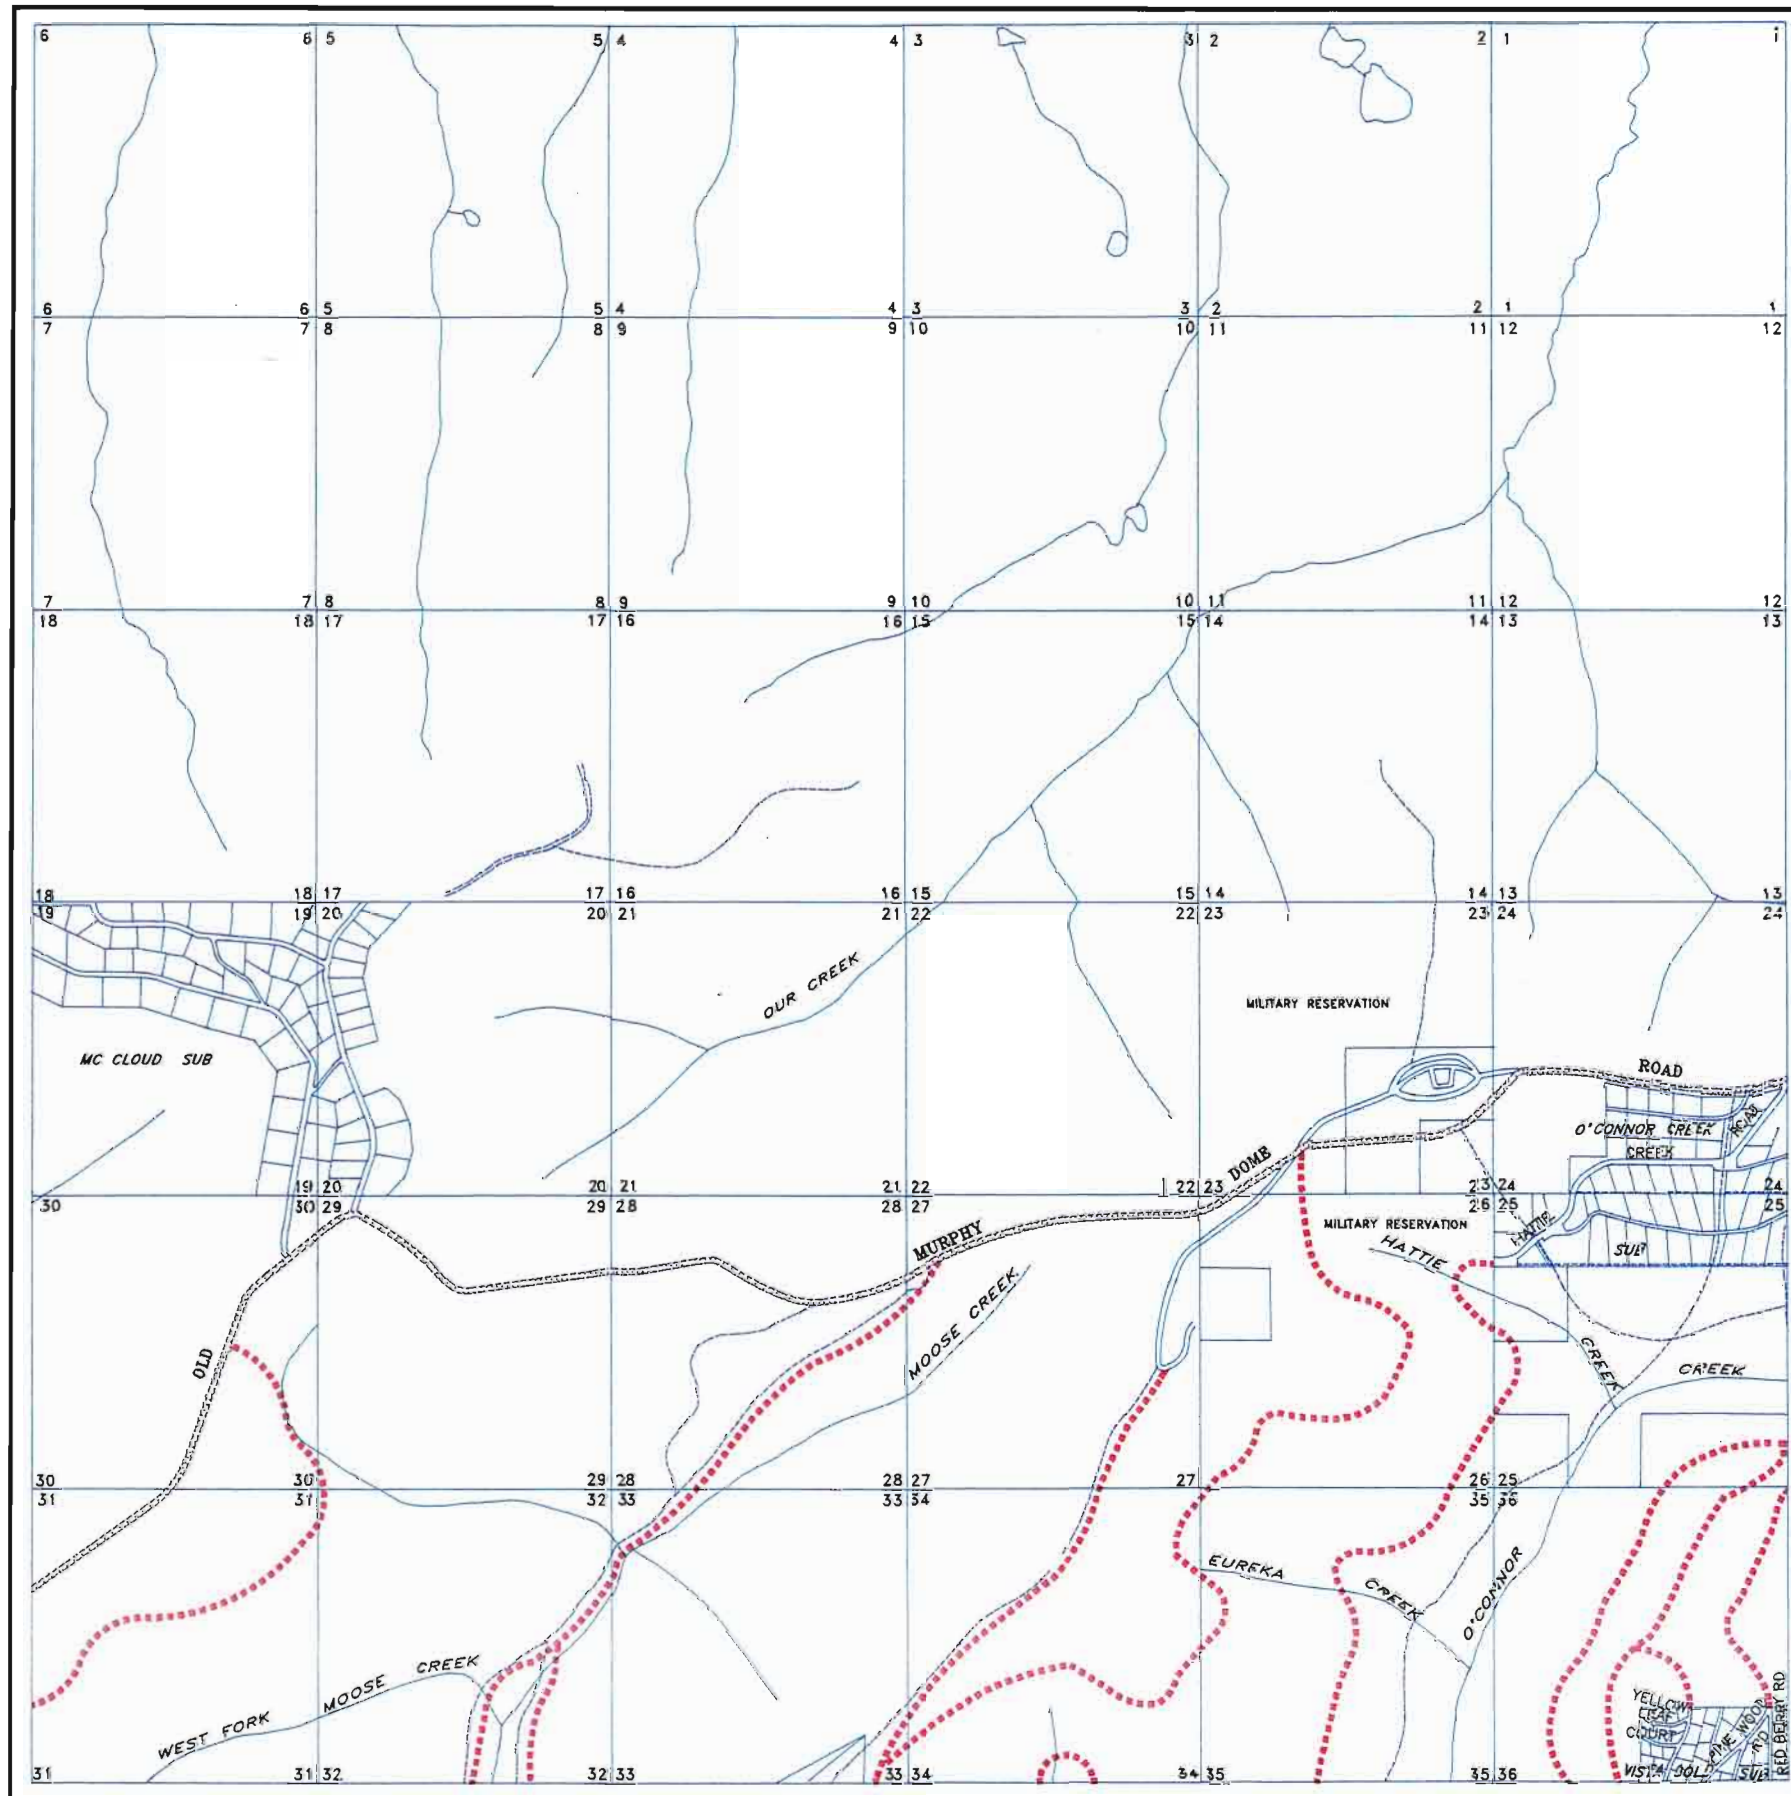 6 6 5 5 4 4 3 3 2 2 1 1
6 6 5 5 4 4 3 3 2 2 1 1
7 7 8 8 9 9 10 10 11 11 12 12
7 7 8 8 9 9 10 10 11 11 12 12
18 18 17 17 16 16 15 15 14 14 13 13
18 18 17 17 16 16 15 15 14 14 13 13
19 19 20 20 21 21 22 22 23 23 24 24
OUR CREEK
MILITARY RESERVATION
MC CLOUD SUB
ROAD
O'CONNOR CREEK
ROAD
CREEK
DOME
19 20 20 21 21 22 22 23 23 24 24
30 30 29 29 28 28 27 26 25 25
MILITARY RESERVATION
HATTIE
MURPHY
HATTIE
SUB
MOOSE CREEK
OLD
CREEK
CREEK
30 30 29 28 28 27 27 26 25
31 31 32 33 33 34 35 36
EUREKA
CREEK
O'CONNOR
MOOSE CREEK
WEST FORK
YELLOW
LEAF
COURT
PINE WOOD
RD
RED BERRY RD
VISTA GOLD SUB
31 31 32 32 33 33 34 34 35 35 36